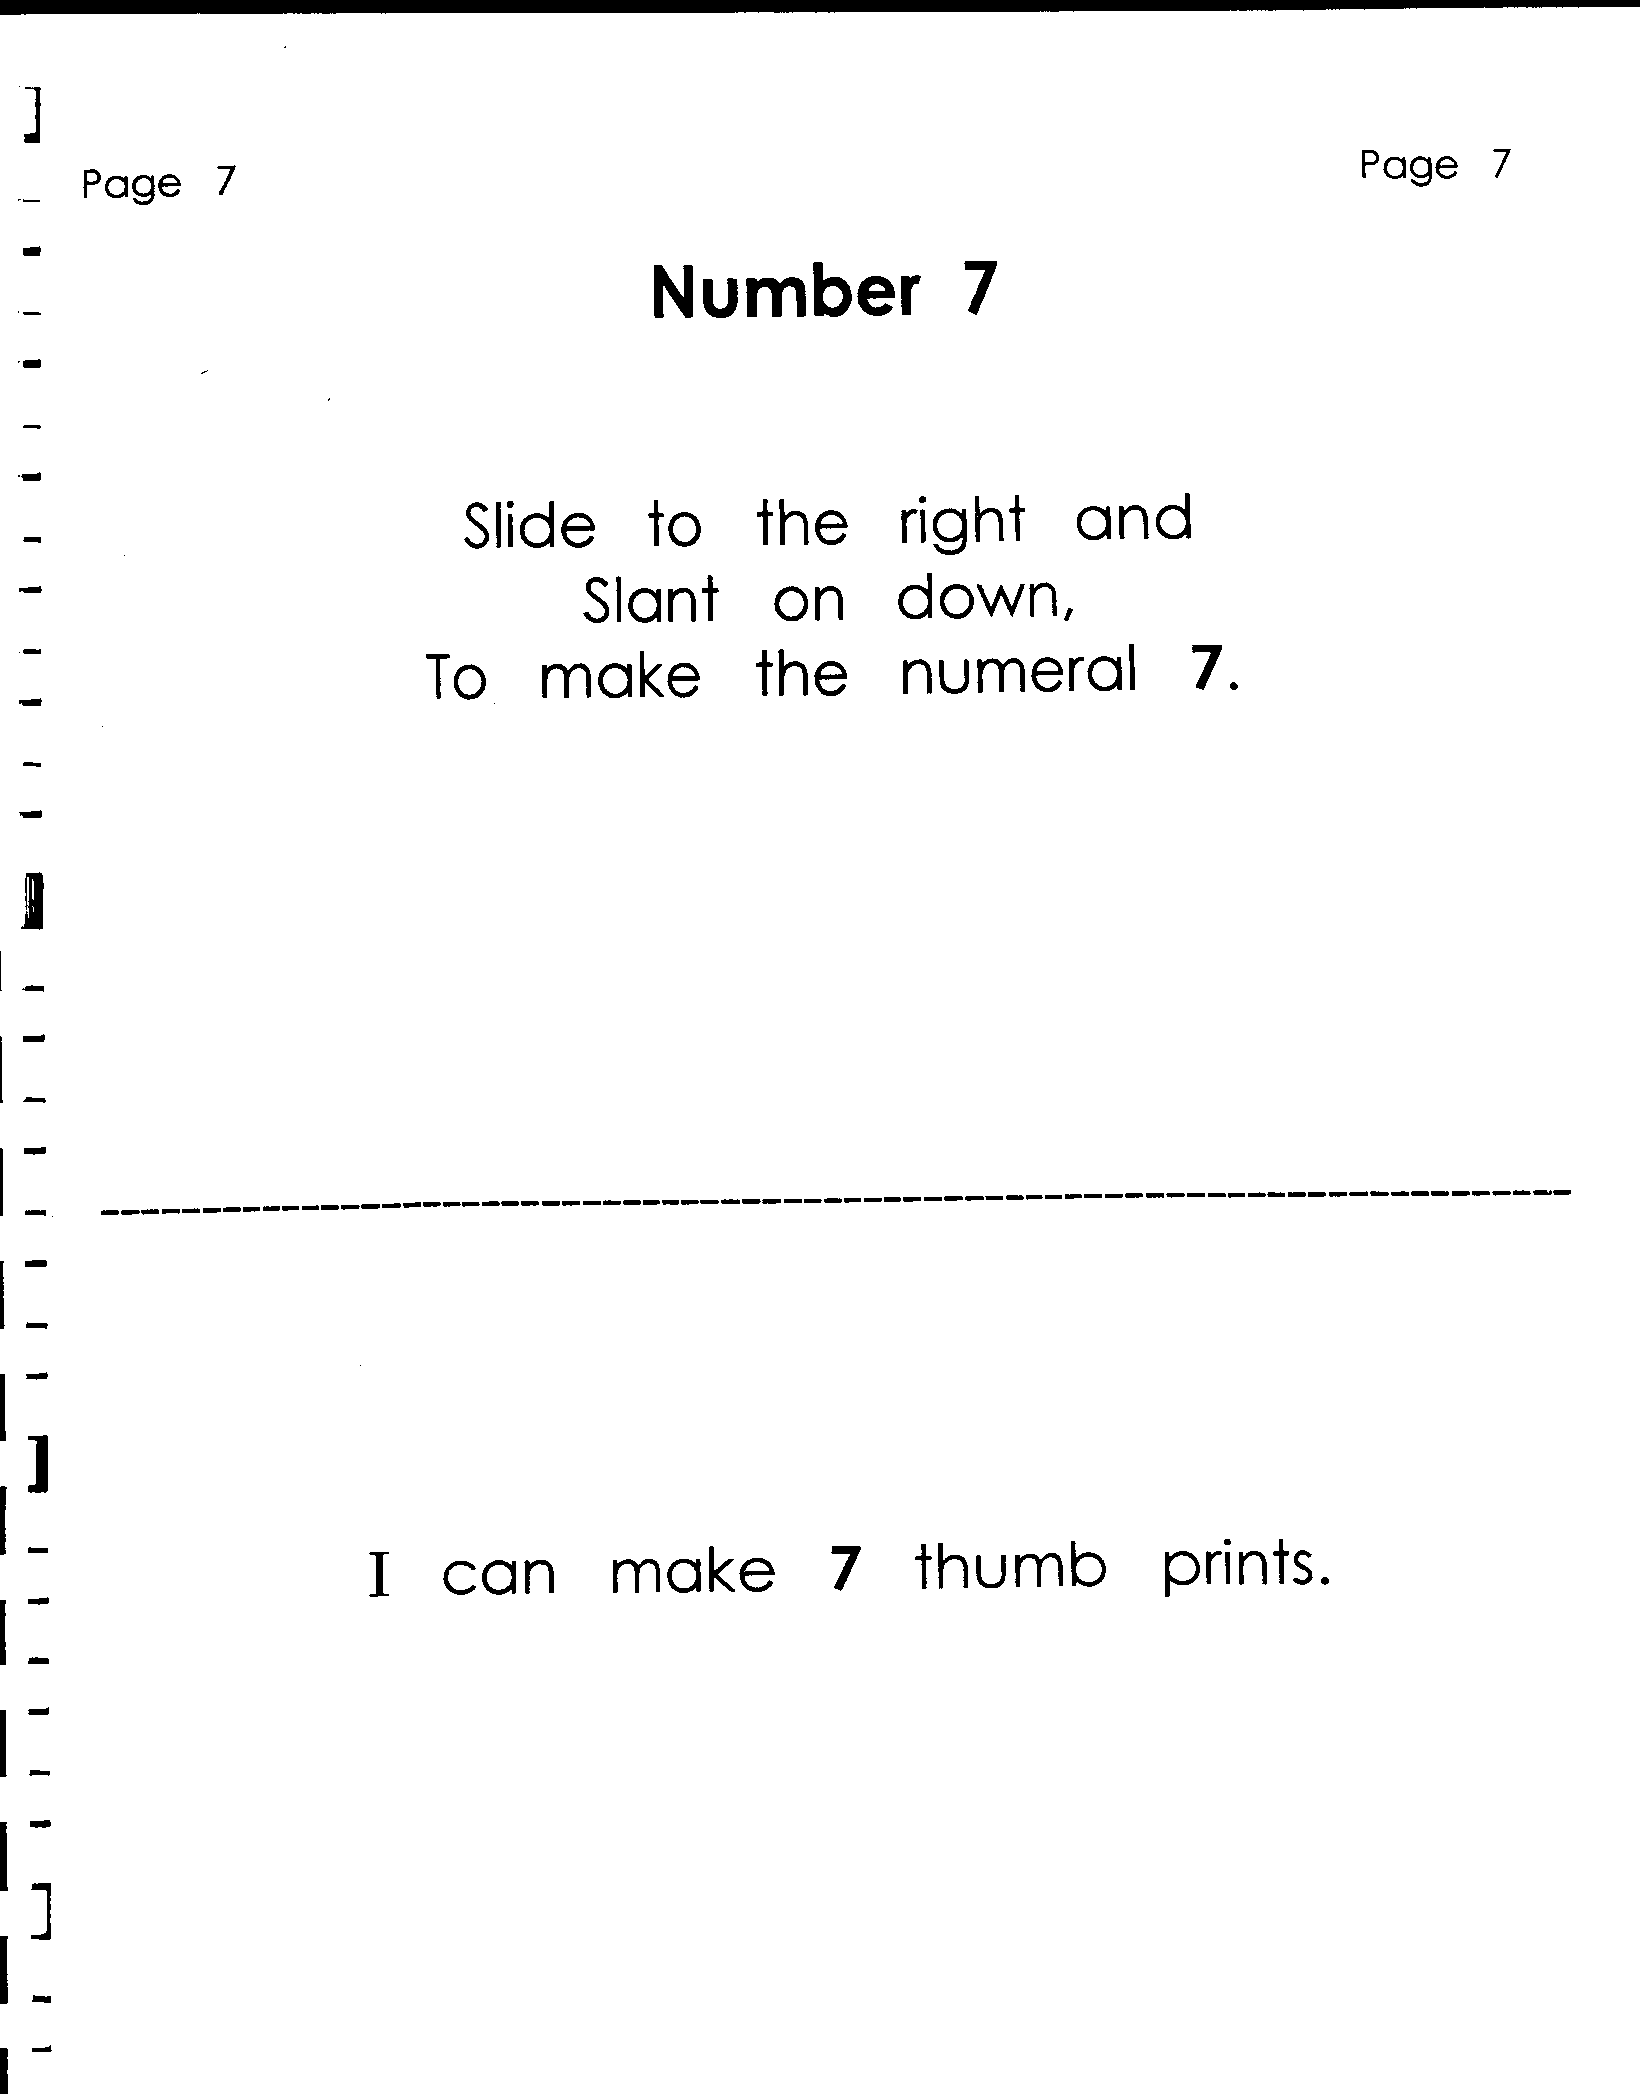 Page 7
Page 7
Number 7
Slide to the right and
Slant on down,
To make the numeral 7.
I can make 7 thumb prints.